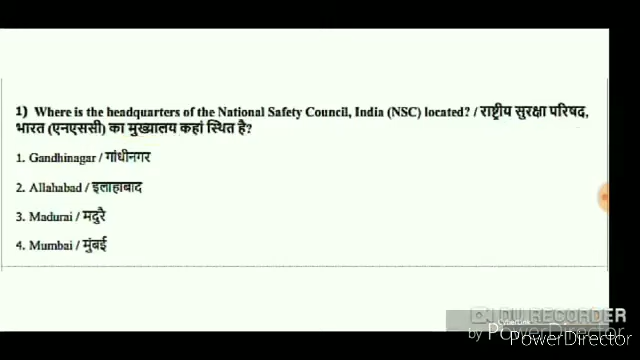 1) Where is the headquarters of the National Safety Council, India (NSC) located? / राष्ट्रीय सुरक्षा परिषद,
भारत (एनएससी) का मुख्यालय कहां स्थित है?
1. Gandhinagar / गांधीनगर
2. Allahabad / इलाहाबाद
3. Madurai / मदुरै
4. Mumbai / मुंबई
DU RECORDER
by PowerDirector
PowerDirector